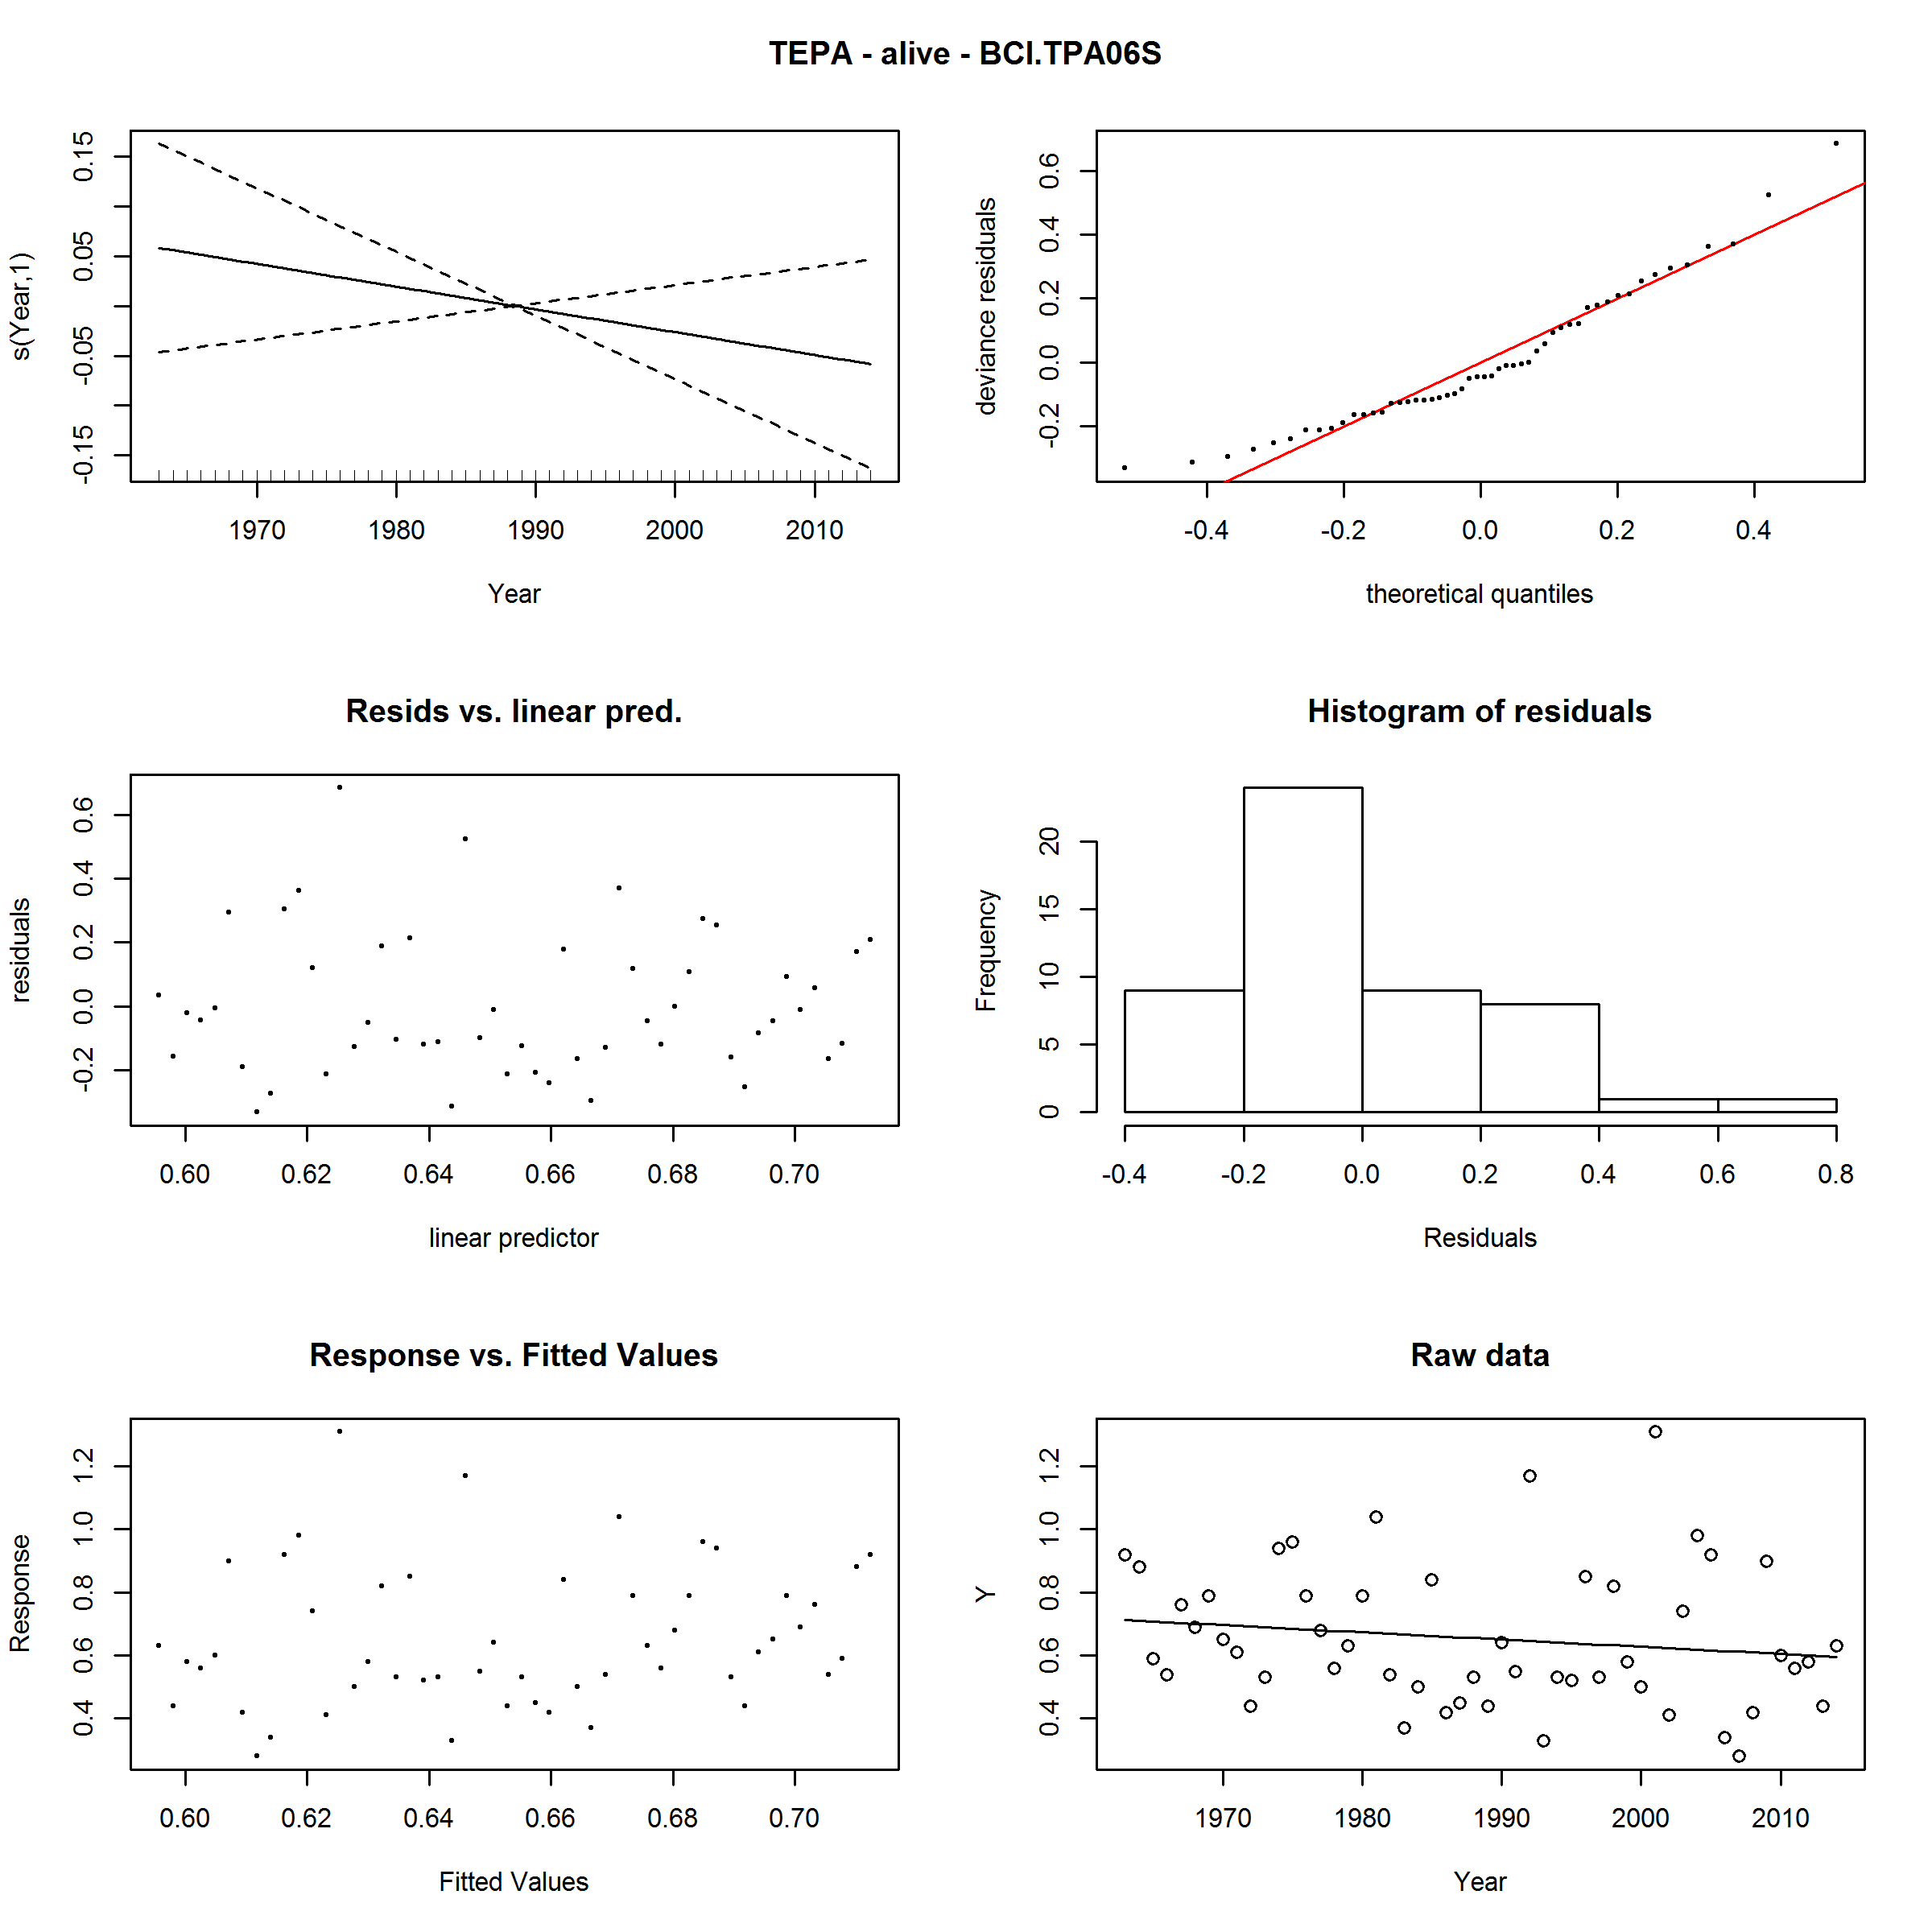 TEPA - alive - BCI.TPA06S
s(Year,1)
0.15
0.05
-0.05
-0.15
1970 1980 1990 2000 2010
Year
deviance residuals
0.6
0.4
0.2
0.0
-0.2
-0.4 -0.2 0.0 0.2 0.4
theoretical quantiles
Resids vs. linear pred.
residuals
0.6
0.4
0.2
0.0
-0.2
0.60 0.62 0.64 0.66 0.68 0.70
linear predictor
Histogram of residuals
Frequency
20
15
10
5
0
-0.4 -0.2 0.0 0.2 0.4 0.6 0.8
Residuals
Response vs. Fitted Values
Response
1.2
1.0
0.8
0.6
0.4
0.60 0.62 0.64 0.66 0.68 0.70
Fitted Values
Raw data
Y
1.2
1.0
0.8
0.6
0.4
1970 1980 1990 2000 2010
Year